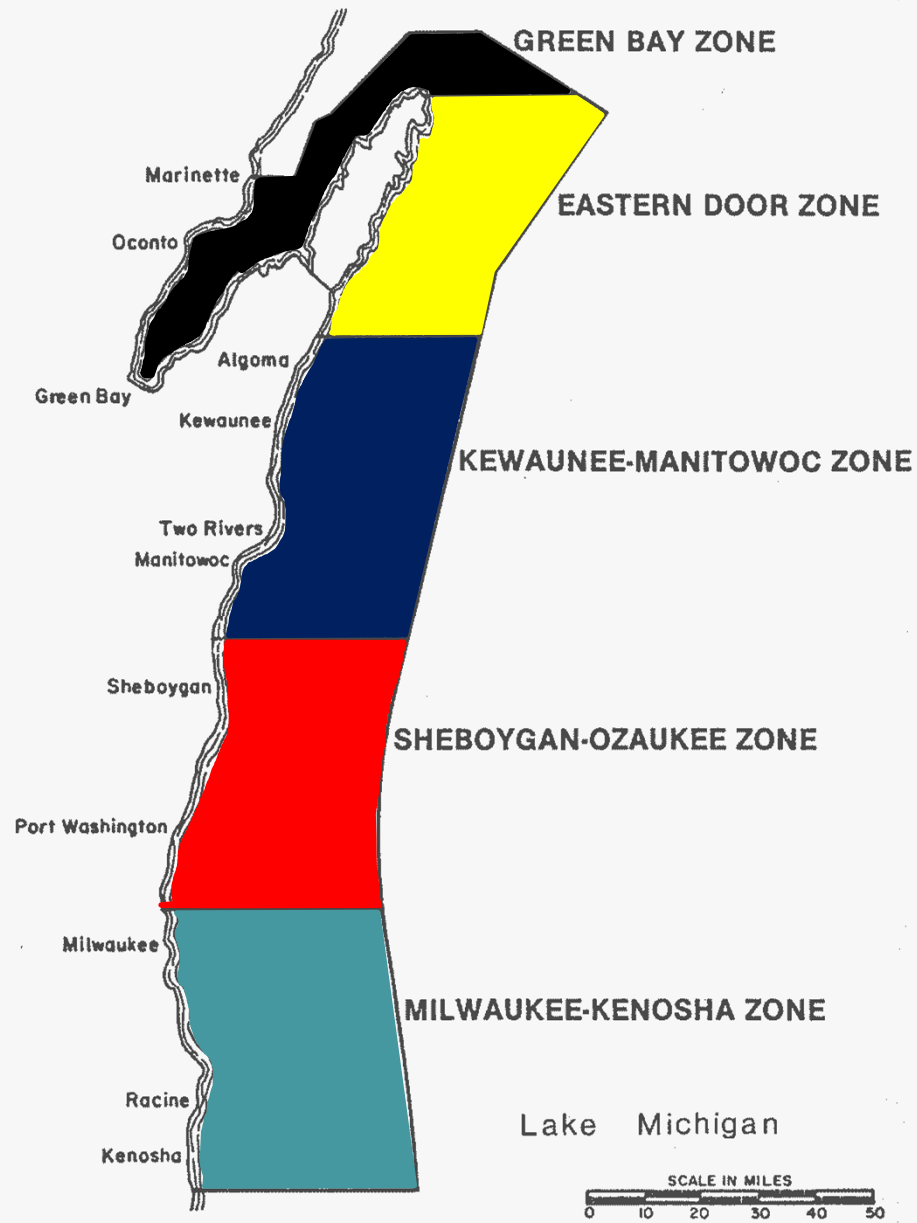 GREEN BAY ZONE
Marinette
EASTERN DOOR ZONE
Oconto
Algoma
Green Bay
Kewaunee
KEWAUNEE-MANITOWOC ZONE
Two Rivers
Manitowoc
Sheboygan
SHEBOYGAN-OZAUKEE ZONE
Port Washington
Milwaukee
MILWAUKEE-KENOSHA ZONE
Racine
Lake Michigan
Kenosha
SCALE IN MILES
0 10 20 30 40 50